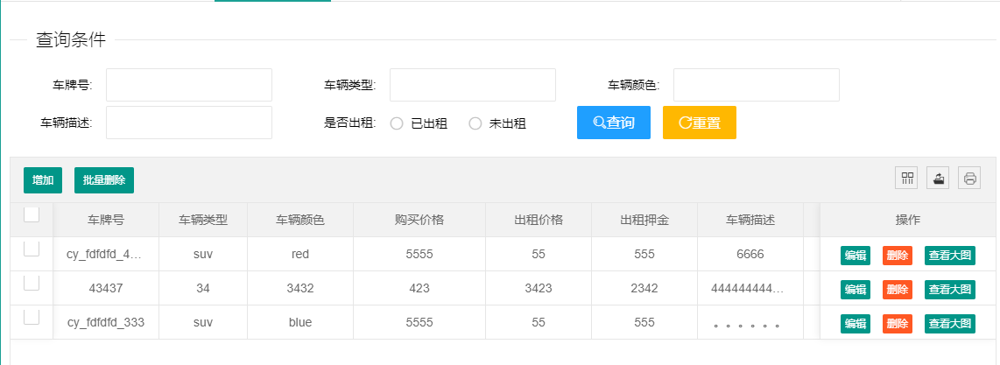 查询条件
车牌号: 车辆类型: 车辆颜色:
车辆描述: 是否出租: 已出租 未出租 查询 重置
增加 批量删除
车牌号 车辆类型 车辆颜色 购买价格 出租价格 出租押金 车辆描述 操作
cy_fdfdfd_4... suv red 5555 55 555 6666 编辑 删除 查看大图
43437 34 3432 423 3423 2342 444444444... 编辑 删除 查看大图
cy_fdfdfd_333 suv blue 5555 55 555 。。。。。。 编辑 删除 查看大图